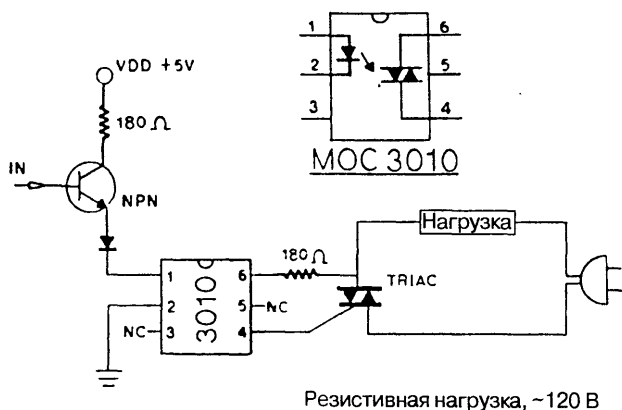 VDD +5V
180 Ω
IN
NPN
1
2
3
6
5
4
MOC 3010
1
2
NC 3
3010
6
5 NC
4
180 Ω
TRIAC
Нагрузка
Резистивная нагрузка, ~120 В